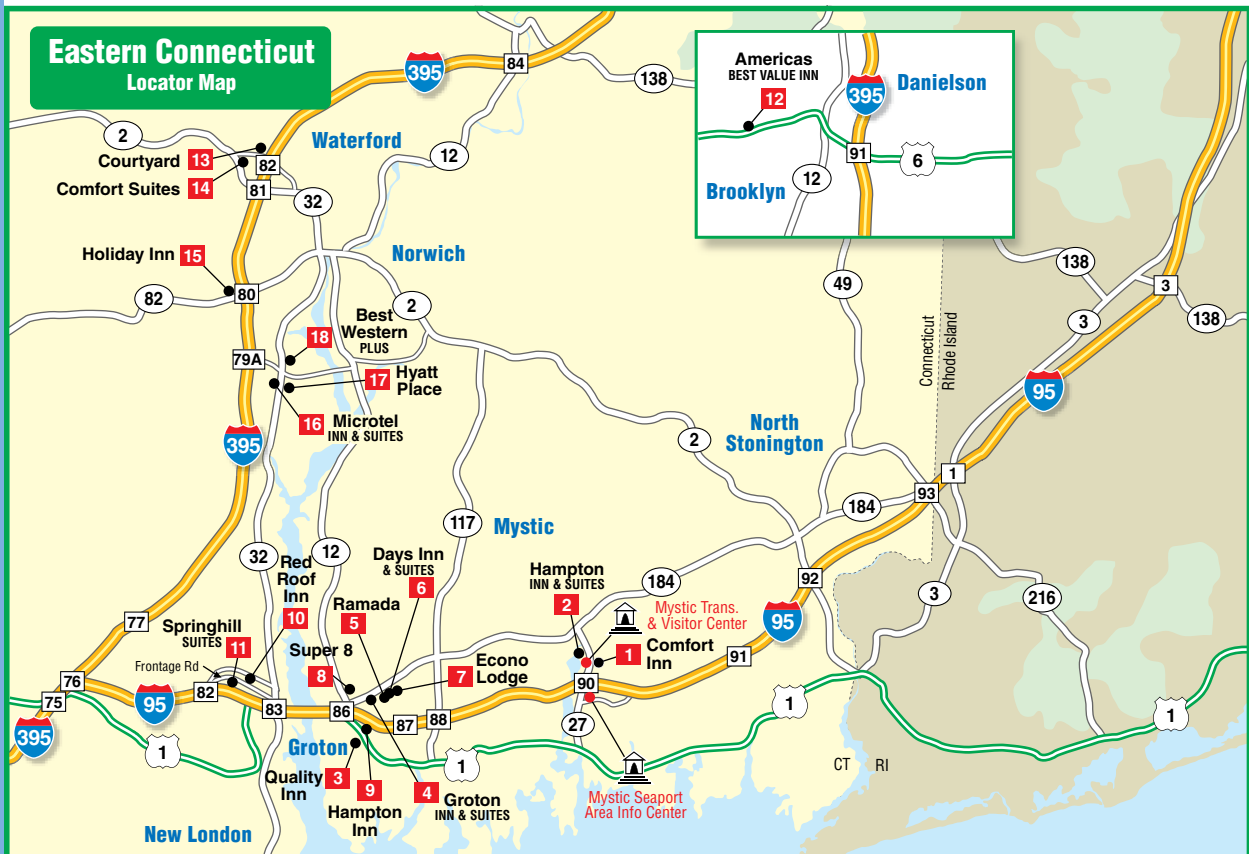 Eastern Connecticut
Locator Map
395
84
138
2
Waterford
12
Courtyard 13
82
Comfort Suites 14
81
32
Americas
BEST VALUE INN
12
395
Danielson
91
6
Brooklyn
12
Holiday Inn 15
Norwich
82
80
2
49
138
3
138
3
Connecticut
Rhode Island
95
Best
Western
PLUS
18
79A
17 Hyatt
Place
16 Microtel
INN & SUITES
395
2
North
Stonington
1
93
184
117
Mystic
32
12
Red
Roof
Inn
10
Days Inn
& SUITES
6
Hampton
INN & SUITES
2
184
92
3
216
Mystic Trans.
& Visitor Center
95
77
Springhill
SUITES
11
Ramada
5
Super 8
8
1 Comfort
Inn
91
Frontage Rd
7 Econo
Lodge
76
75
82
95
83
86
87
88
90
27
1
1
395
1
Groton
1
CT
RI
Quality
Inn
3
9
Hampton
Inn
4 Groton
INN & SUITES
Mystic Seaport
Area Info Center
New London